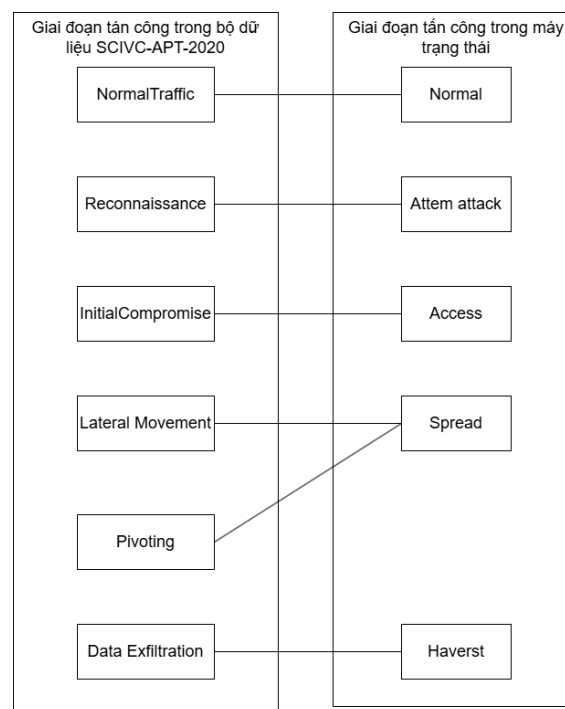 Giai đoạn tán công trong bộ dữ
liệu SCIVC-APT-2020
Giai đoạn tấn công trong máy
trạng thái
NormalTraffic
Normal
Reconnaissance
Attem attack
InitialCompromise
Access
Lateral Movement
Spread
Pivoting
Data Exfiltration
Haverst